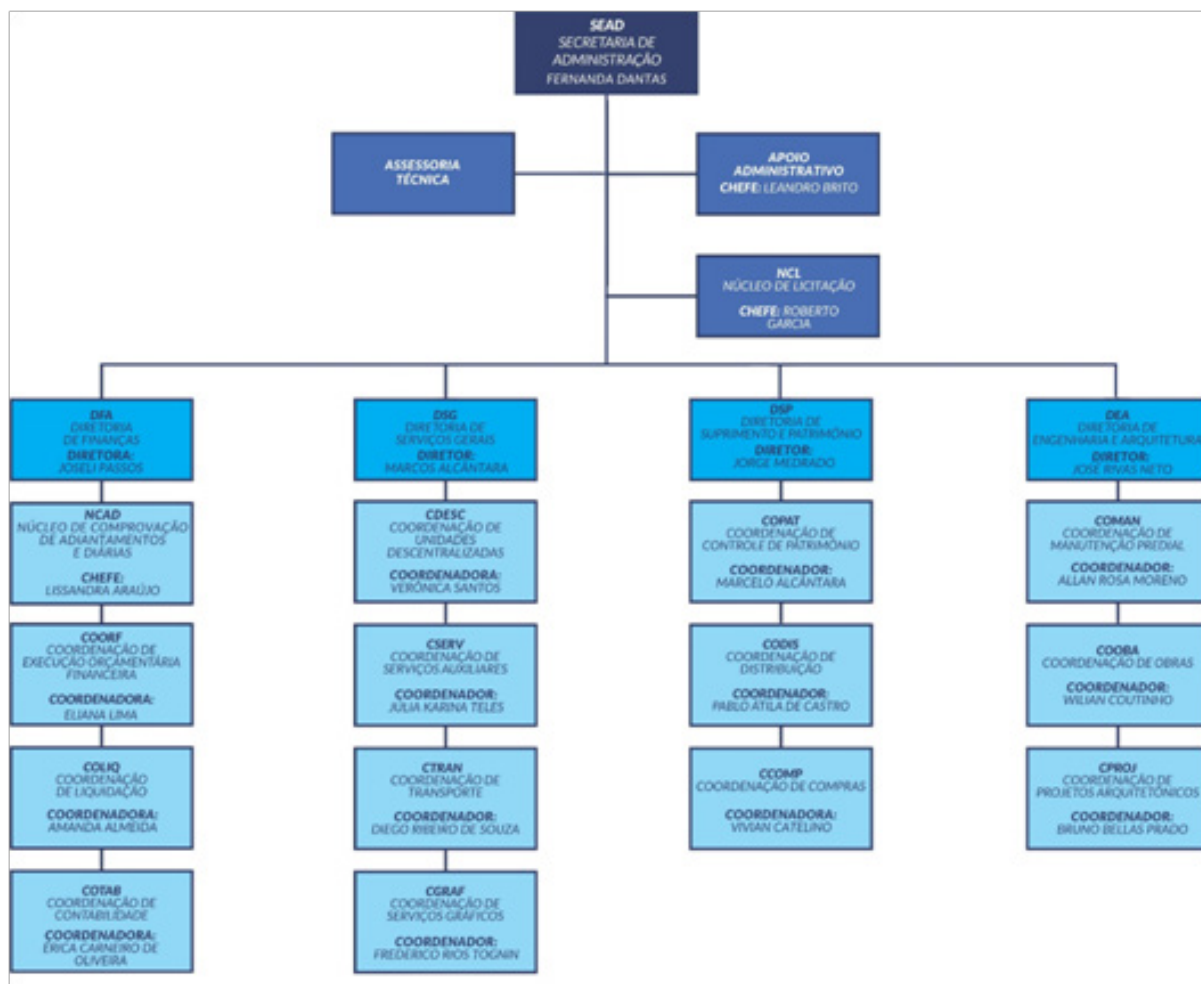 SEAD
SECRETARIA DE
ADMINISTRAÇÃO
FERNANDA DANTAS
ASSESSORIA
TÉCNICA
APOIO
ADMINISTRATIVO
CHEFE: LEANDRO BRITO
NCL
NÚCLEO DE LICITAÇÃO
CHEFE: ROBERTO
GARCIA
DFA
DIRETORIA
DE FINANÇAS
DIRETORA:
JOSELI PASSOS
NCAD
NÚCLEO DE COMPROVAÇÃO
DE ADIANTAMENTOS
E DIÁRIAS
CHEFE:
LISSANDRA ARAÚJO
COORF
COORDENAÇÃO DE
EXECUÇÃO ORÇAMENTÁRIA
FINANCEIRA
COORDENADORA:
ELIANA LIMA
COLIQ
COORDENAÇÃO
DE LIQUIDAÇÃO
COORDENADORA:
AMANDA ALMEIDA
COTAB
COORDENAÇÃO DE
CONTABILIDADE
COORDENADORA:
ÉRICA CARNEIRO DE
OLIVEIRA
DSG
DIRETORIA DE
SERVIÇOS GERAIS
DIRETOR:
MARCOS ALCÂNTARA
CDESC
COORDENAÇÃO DE
UNIDADES
DESCENTRALIZADAS
COORDENADORA:
VERÔNICA SANTOS
CSERV
COORDENAÇÃO DE
SERVIÇOS AUXILIARES
COORDENADOR:
JÚLIA KARINA TELES
CTRAN
COORDENAÇÃO DE
TRANSPORTE
COORDENADOR:
DIEGO RIBEIRO DE SOUZA
CGRAF
COORDENAÇÃO DE
SERVIÇOS GRÁFICOS
COORDENADOR:
FREDERICO RIOS TOGNIN
DSP
DIRETORIA DE
SUPRIMENTO E PATRIMÔNIO
DIRETOR:
JORGE MEDRADO
COPAT
COORDENAÇÃO DE
CONTROLE DE PATRIMÔNIO
COORDENADOR:
MARCELO ALCÂNTARA
CODIS
COORDENAÇÃO DE
DISTRIBUIÇÃO
COORDENADOR:
PABLO ÁTILA DE CASTRO
CCOMP
COORDENAÇÃO DE COMPRAS
COORDENADORA:
VIVIAN CATELINO
DEA
DIRETORIA DE
ENGENHARIA E ARQUITETURA
DIRETOR:
JOSE RIVAS NETO
COMAN
COORDENAÇÃO DE
MANUTENÇÃO PREDIAL
COORDENADOR:
ALLAN ROSA MORENO
COOBA
COORDENAÇÃO DE OBRAS
COORDENADOR:
WILIAN COUTINHO
CPROJ
COORDENAÇÃO DE
PROJETOS ARQUITETÔNICOS
COORDENADOR:
BRUNO BELLAS PRADO